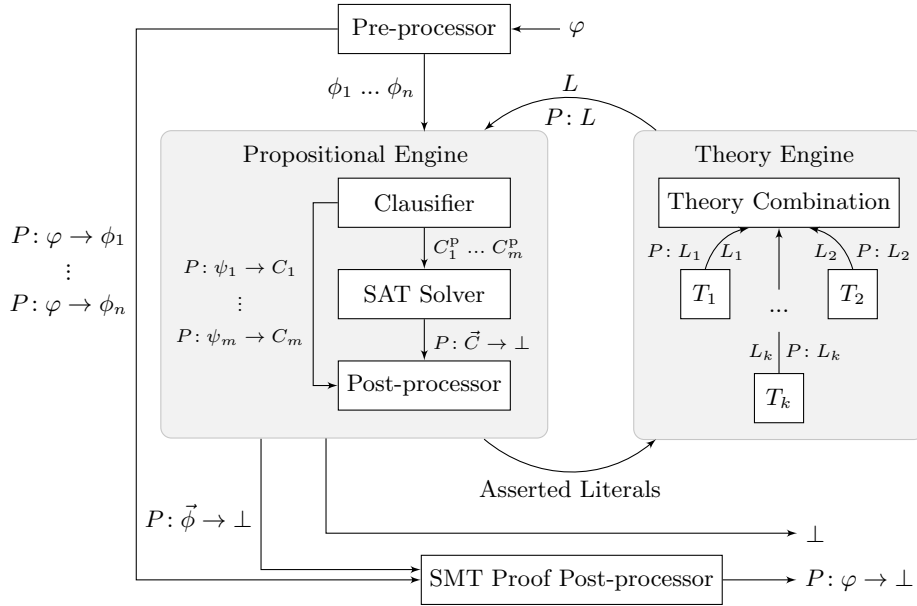 Pre-processor
φ
ϕ₁ ... ϕₙ
L
P : L
Propositional Engine
Clausifier
C₁ᵖ ... Cₘᵖ
P : ψ₁ → C₁
⋮
P : ψₘ → Cₘ
SAT Solver
P : C⃗ → ⊥
Post-processor
Theory Engine
Theory Combination
P : L₁
L₁
L₂
P : L₂
T₁
...
T₂
Lₖ
P : Lₖ
Tₖ
P : φ → ϕ₁
⋮
P : φ → ϕₙ
Asserted Literals
P : ϕ⃗ → ⊥
⊥
SMT Proof Post-processor
P : φ → ⊥